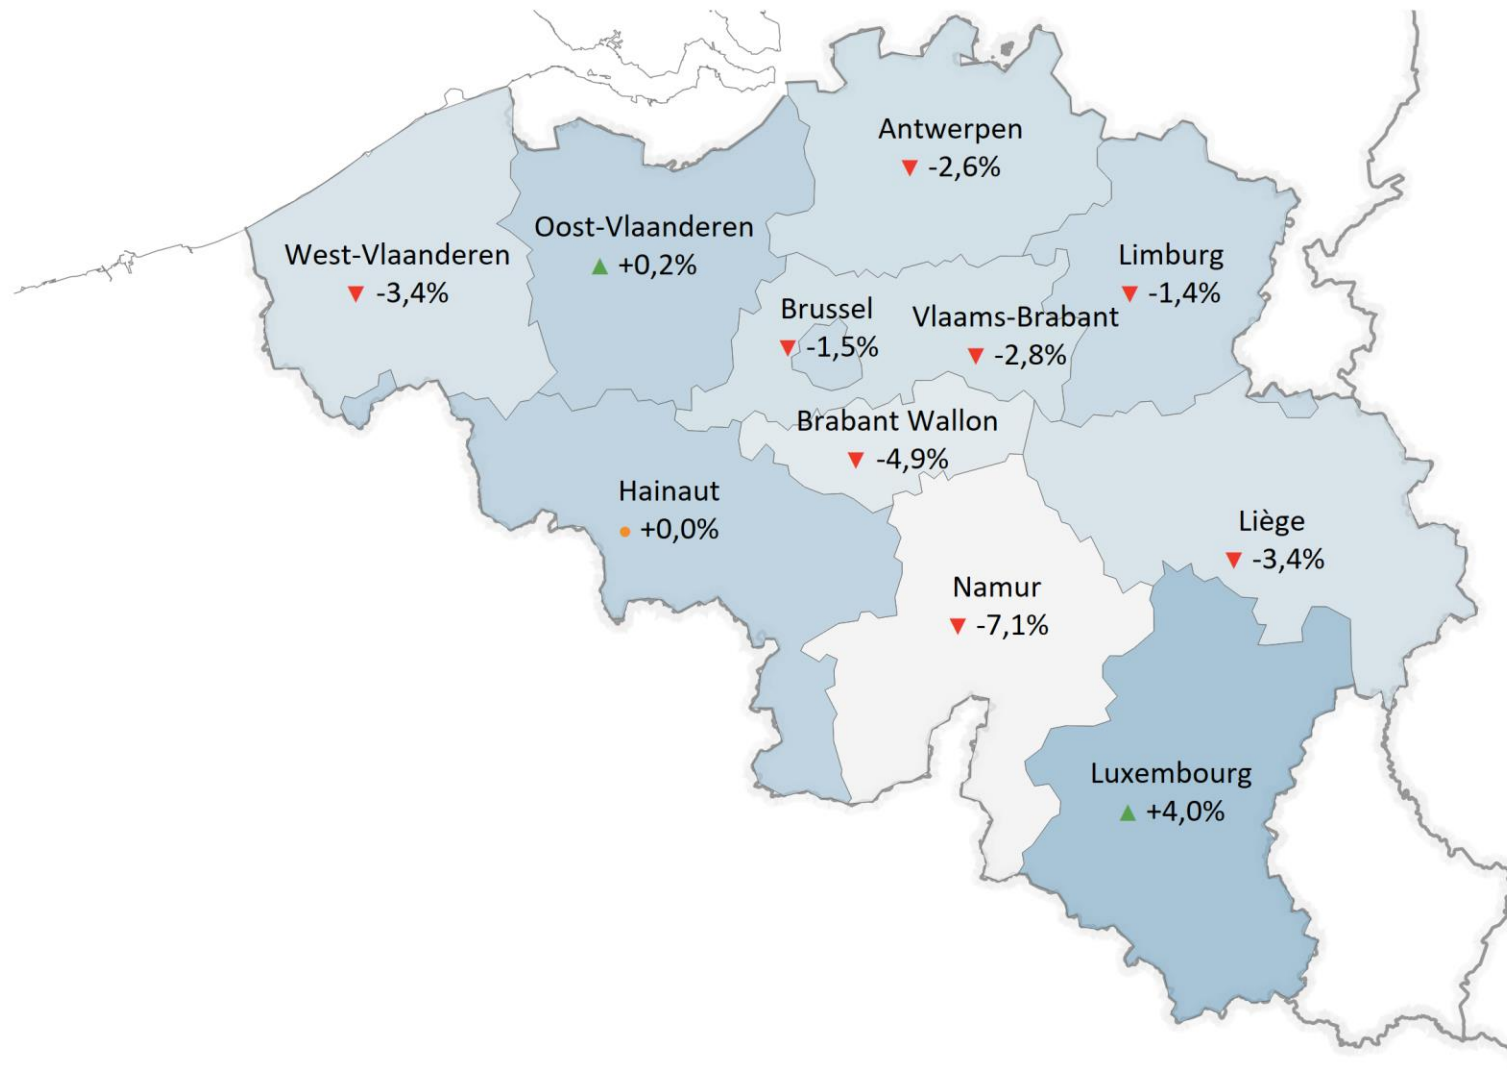 Antwerpen
▼ -2,6%
Oost-Vlaanderen
▲ +0,2%
West-Vlaanderen
▼ -3,4%
Limburg
▼ -1,4%
Brussel
▼ -1,5%
Vlaams-Brabant
▼ -2,8%
Brabant Wallon
▼ -4,9%
Hainaut
● +0,0%
Liège
▼ -3,4%
Namur
▼ -7,1%
Luxembourg
▲ +4,0%